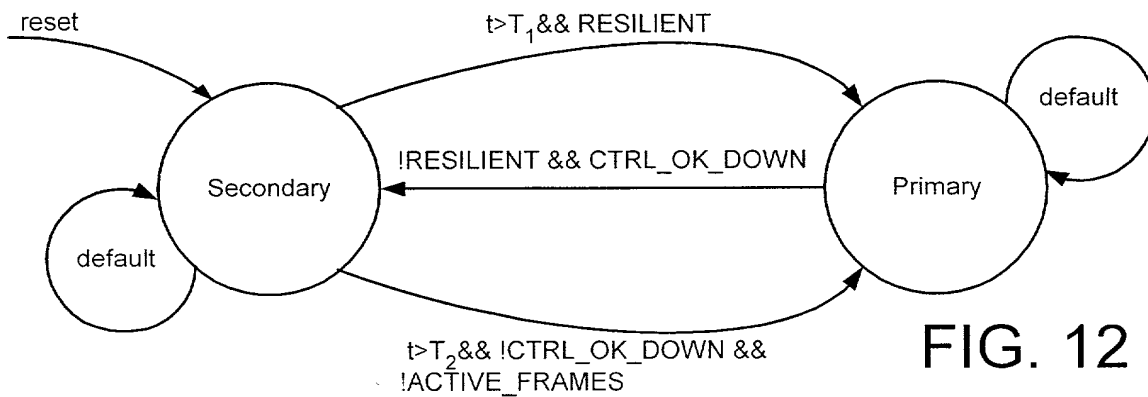 reset
t>T1&& RESILIENT
default
!RESILIENT && CTRL_OK_DOWN
Secondary
Primary
default
t>T2&& !CTRL_OK_DOWN &&
!ACTIVE_FRAMES
FIG. 12